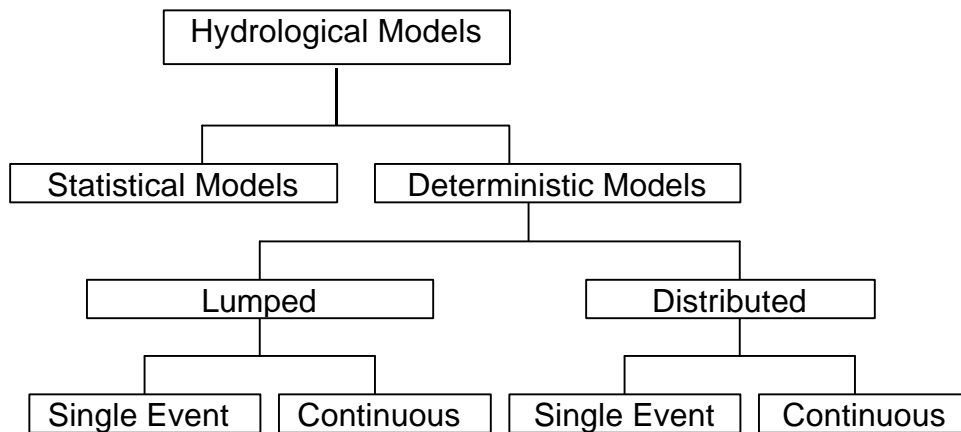 Hydrological Models
Statistical Models
Deterministic Models
Lumped
Distributed
Single Event
Continuous
Single Event
Continuous